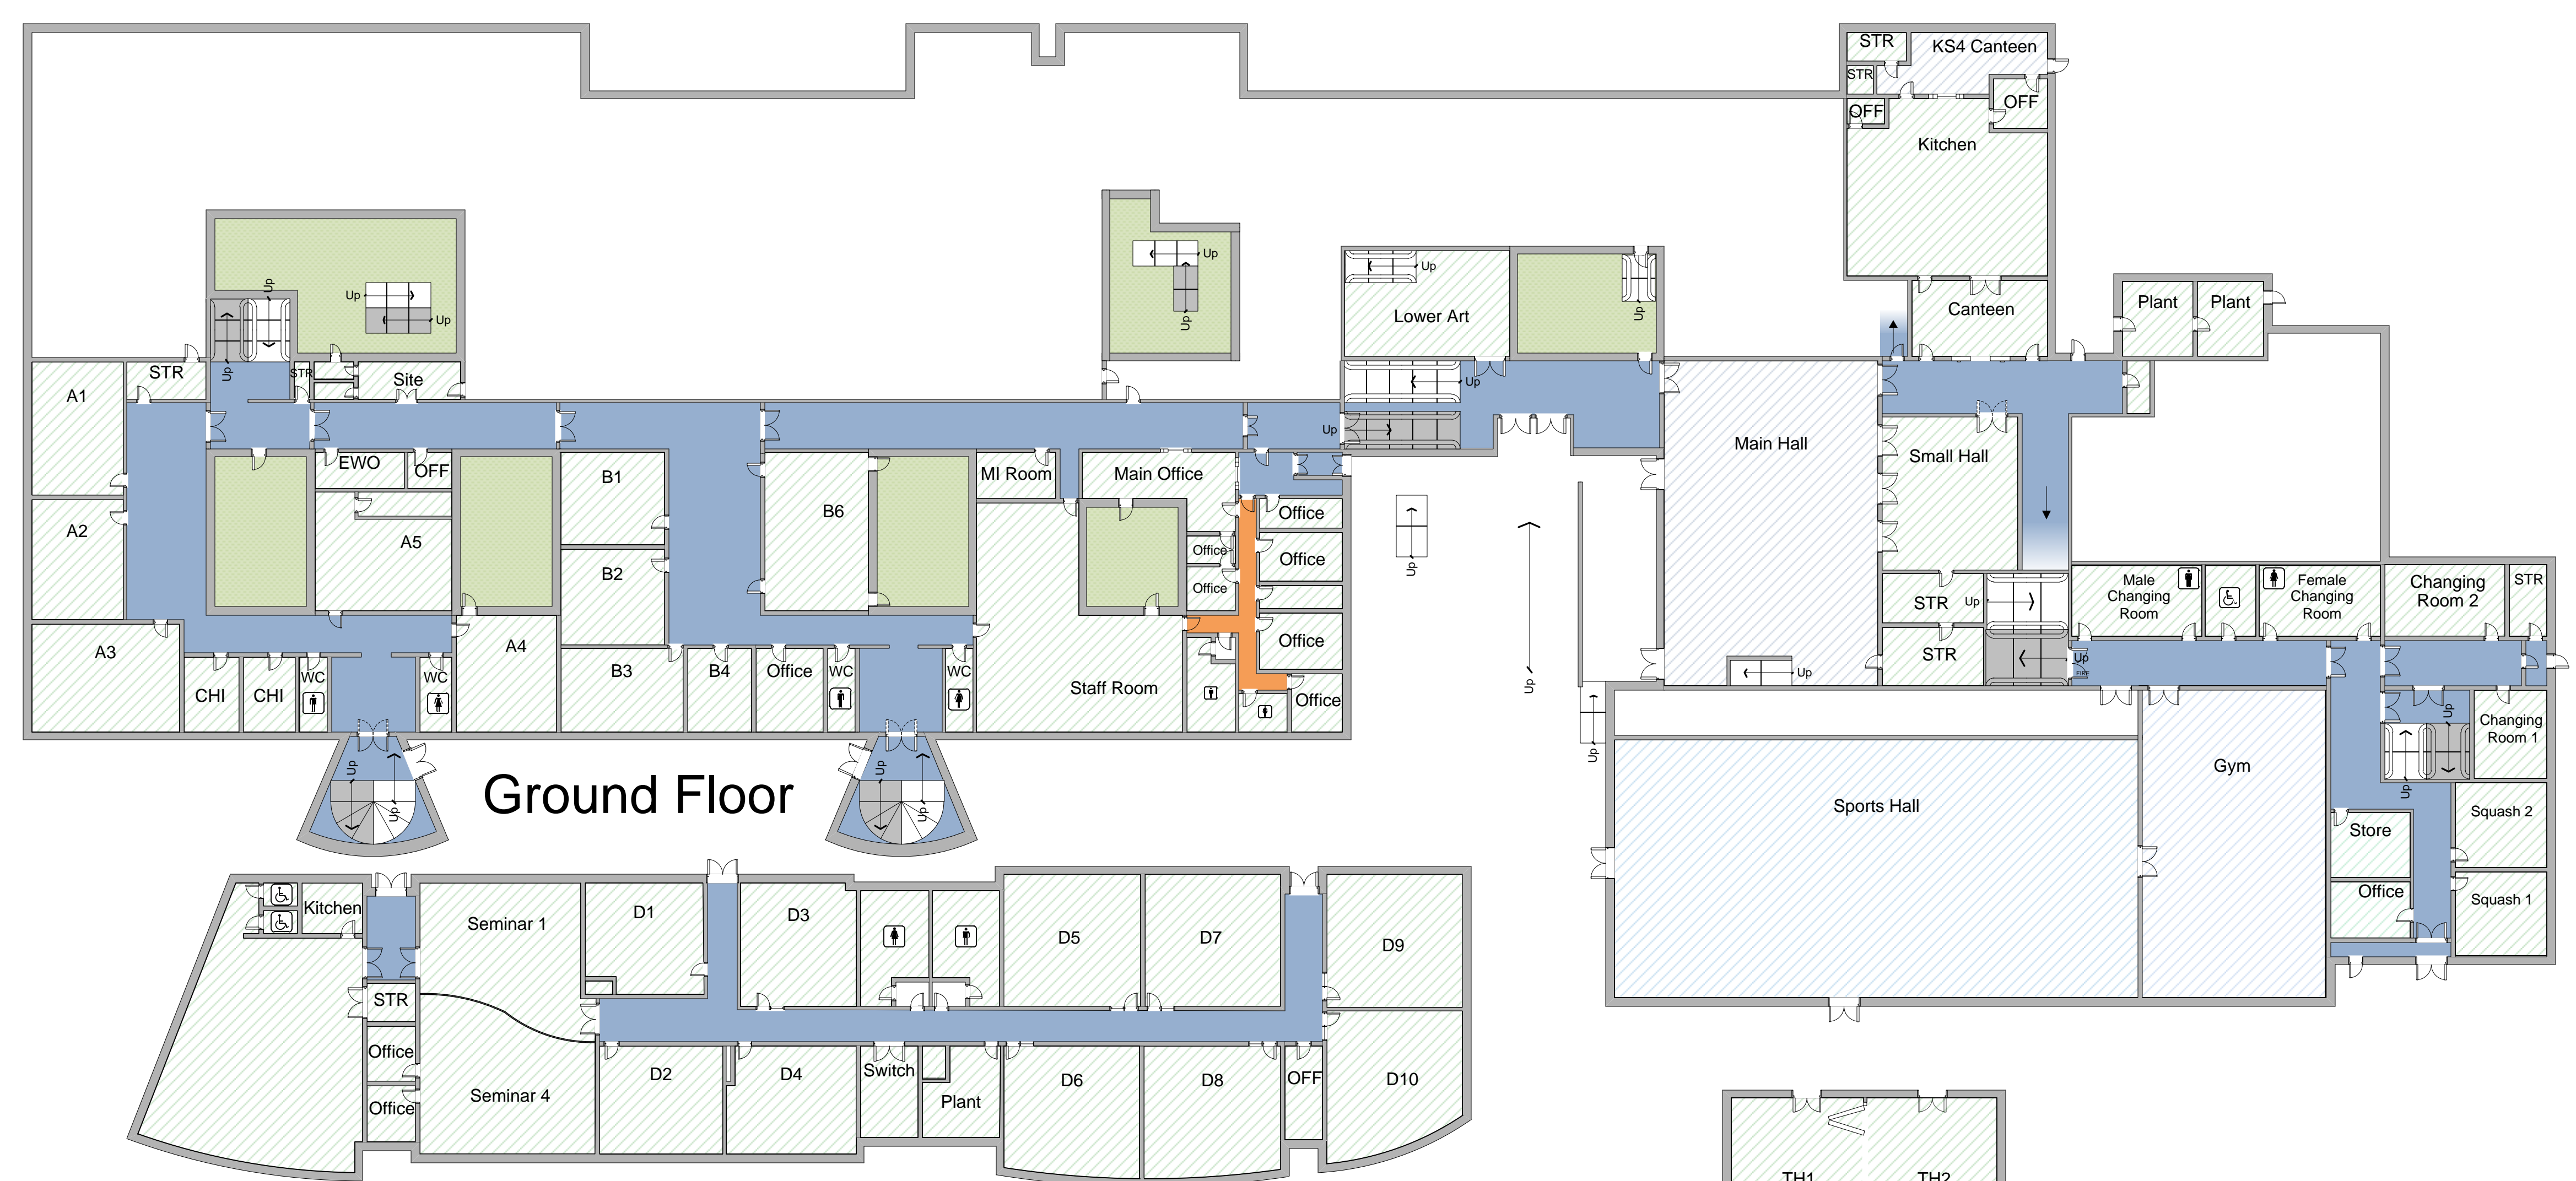 STR
KS4 Canteen
STR
OFF
OFF
Kitchen
Up
Up
Up
Up
Up
Up
Up
Lower Art
Up
Canteen
Plant
Plant
A1
STR
Up
STR
Site
Up
Up
Main Hall
EWO
OFF
B1
MI Room
Main Office
Small Hall
A2
A5
B6
Office
Office
Office
Office
Up
B2
Male
Changing
Room
Female
Changing
Room
Changing
Room 2
STR
STR
Up
A3
A4
Office
STR
Up
FIRE
CHI
CHI
WC
WC
B3
B4
Office
WC
WC
Staff Room
Office
Up
Up
Up
Changing
Room 1
Up
Up
Up
Up
Up
Up
Ground Floor
Gym
Sports Hall
Squash 2
Store
Office
Squash 1
Kitchen
Seminar 1
D1
D3
D5
D7
D9
STR
Office
Office
Seminar 4
D2
D4
Switch
Plant
D6
D8
OFF
D10
TH1
TH2